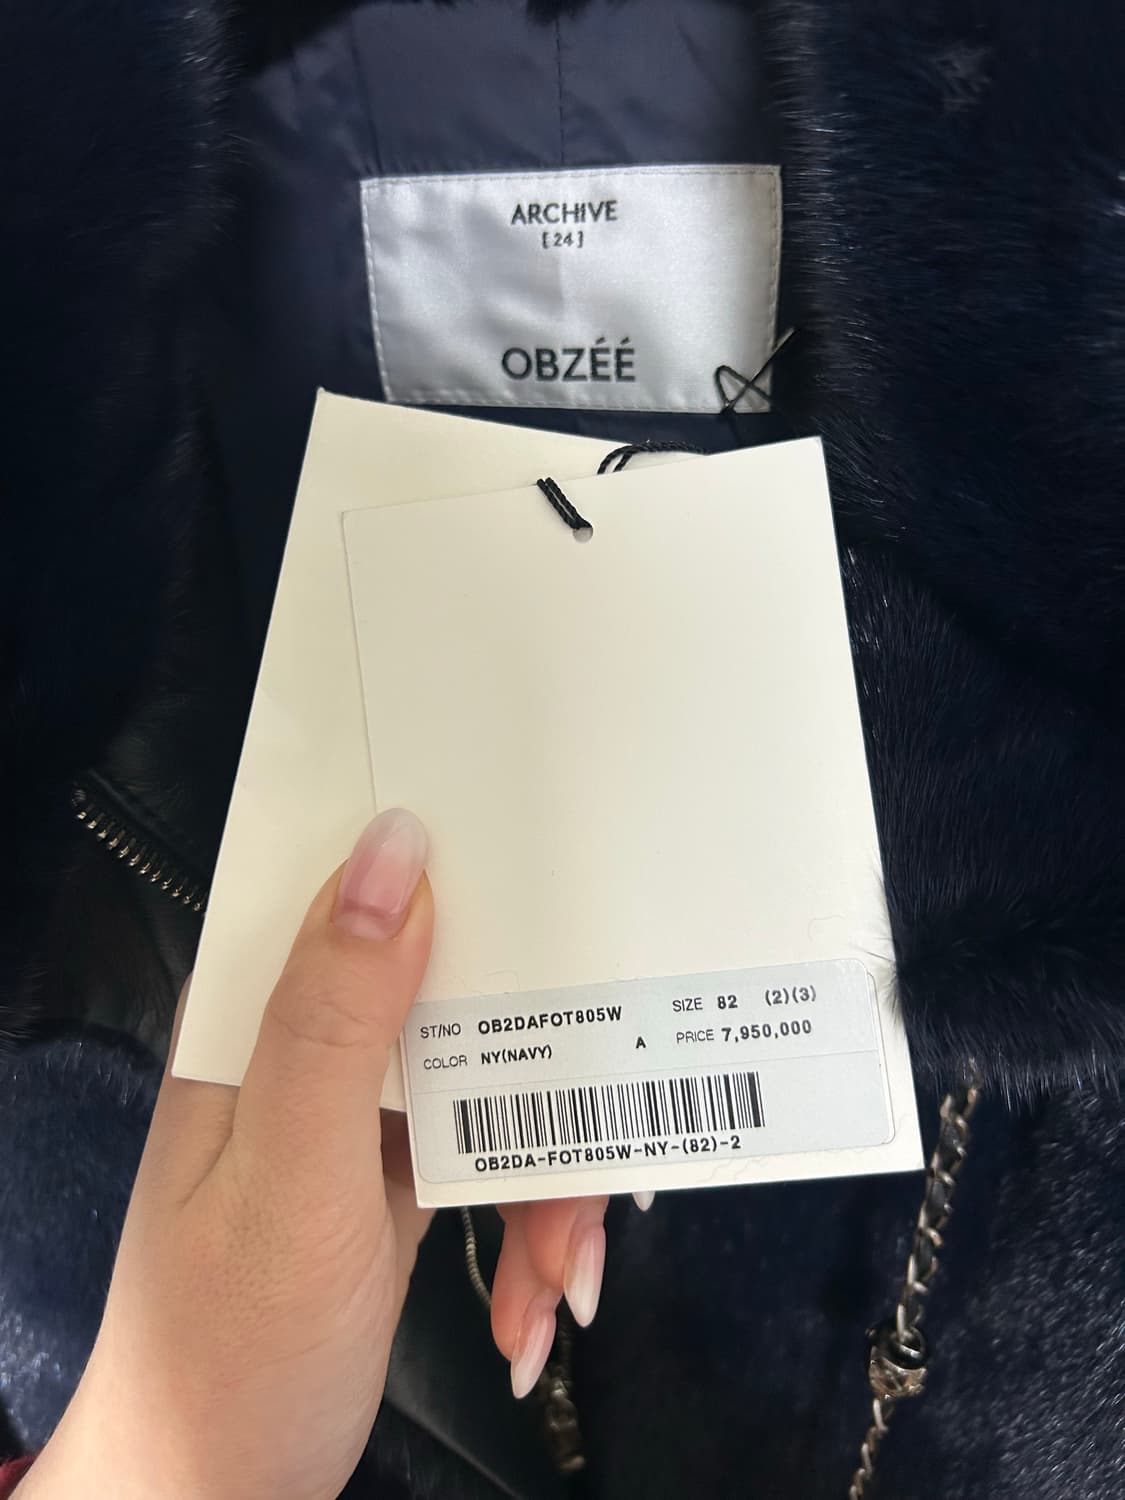 ARCHIVE
[24]
OBZÉÉ
ST/NO OB2DAFOT805W SIZE 82 (2)(3)
COLOR NY(NAVY) A PRICE 7,950,000
OB2DA-FOT805W-NY-(82)-2